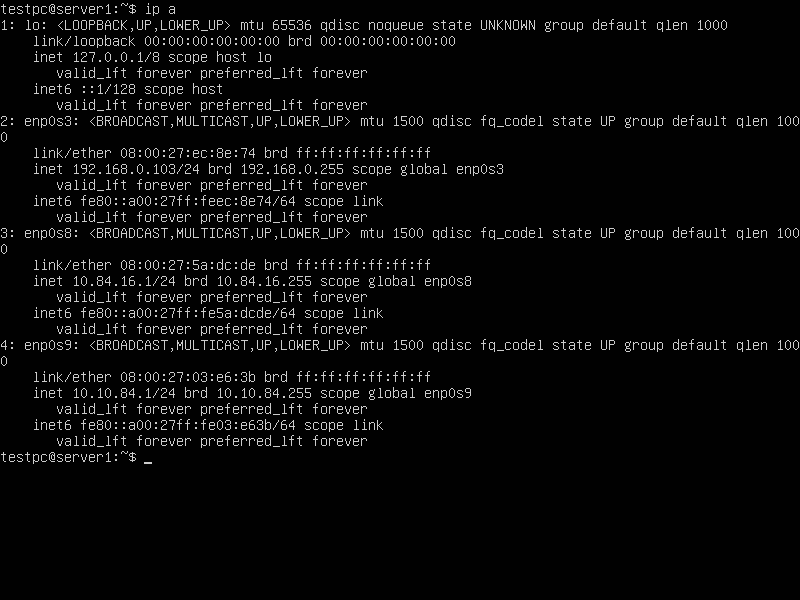 testpc@server1:~$ ip a
1: lo: <LOOPBACK,UP,LOWER_UP> mtu 65536 qdisc noqueue state UNKNOWN group default qlen 1000
    link/loopback 00:00:00:00:00:00 brd 00:00:00:00:00:00
    inet 127.0.0.1/8 scope host lo
       valid_lft forever preferred_lft forever
    inet6 ::1/128 scope host
       valid_lft forever preferred_lft forever
2: enp0s3: <BROADCAST,MULTICAST,UP,LOWER_UP> mtu 1500 qdisc fq_codel state UP group default qlen 100
0
    link/ether 08:00:27:ec:8e:74 brd ff:ff:ff:ff:ff:ff
    inet 192.168.0.103/24 brd 192.168.0.255 scope global enp0s3
       valid_lft forever preferred_lft forever
    inet6 fe80::a00:27ff:feec:8e74/64 scope link
       valid_lft forever preferred_lft forever
3: enp0s8: <BROADCAST,MULTICAST,UP,LOWER_UP> mtu 1500 qdisc fq_codel state UP group default qlen 100
0
    link/ether 08:00:27:5a:dc:de brd ff:ff:ff:ff:ff:ff
    inet 10.84.16.1/24 brd 10.84.16.255 scope global enp0s8
       valid_lft forever preferred_lft forever
    inet6 fe80::a00:27ff:fe5a:dcde/64 scope link
       valid_lft forever preferred_lft forever
4: enp0s9: <BROADCAST,MULTICAST,UP,LOWER_UP> mtu 1500 qdisc fq_codel state UP group default qlen 100
0
    link/ether 08:00:27:03:e6:3b brd ff:ff:ff:ff:ff:ff
    inet 10.10.84.1/24 brd 10.10.84.255 scope global enp0s9
       valid_lft forever preferred_lft forever
    inet6 fe80::a00:27ff:fe03:e63b/64 scope link
       valid_lft forever preferred_lft forever
testpc@server1:~$ _